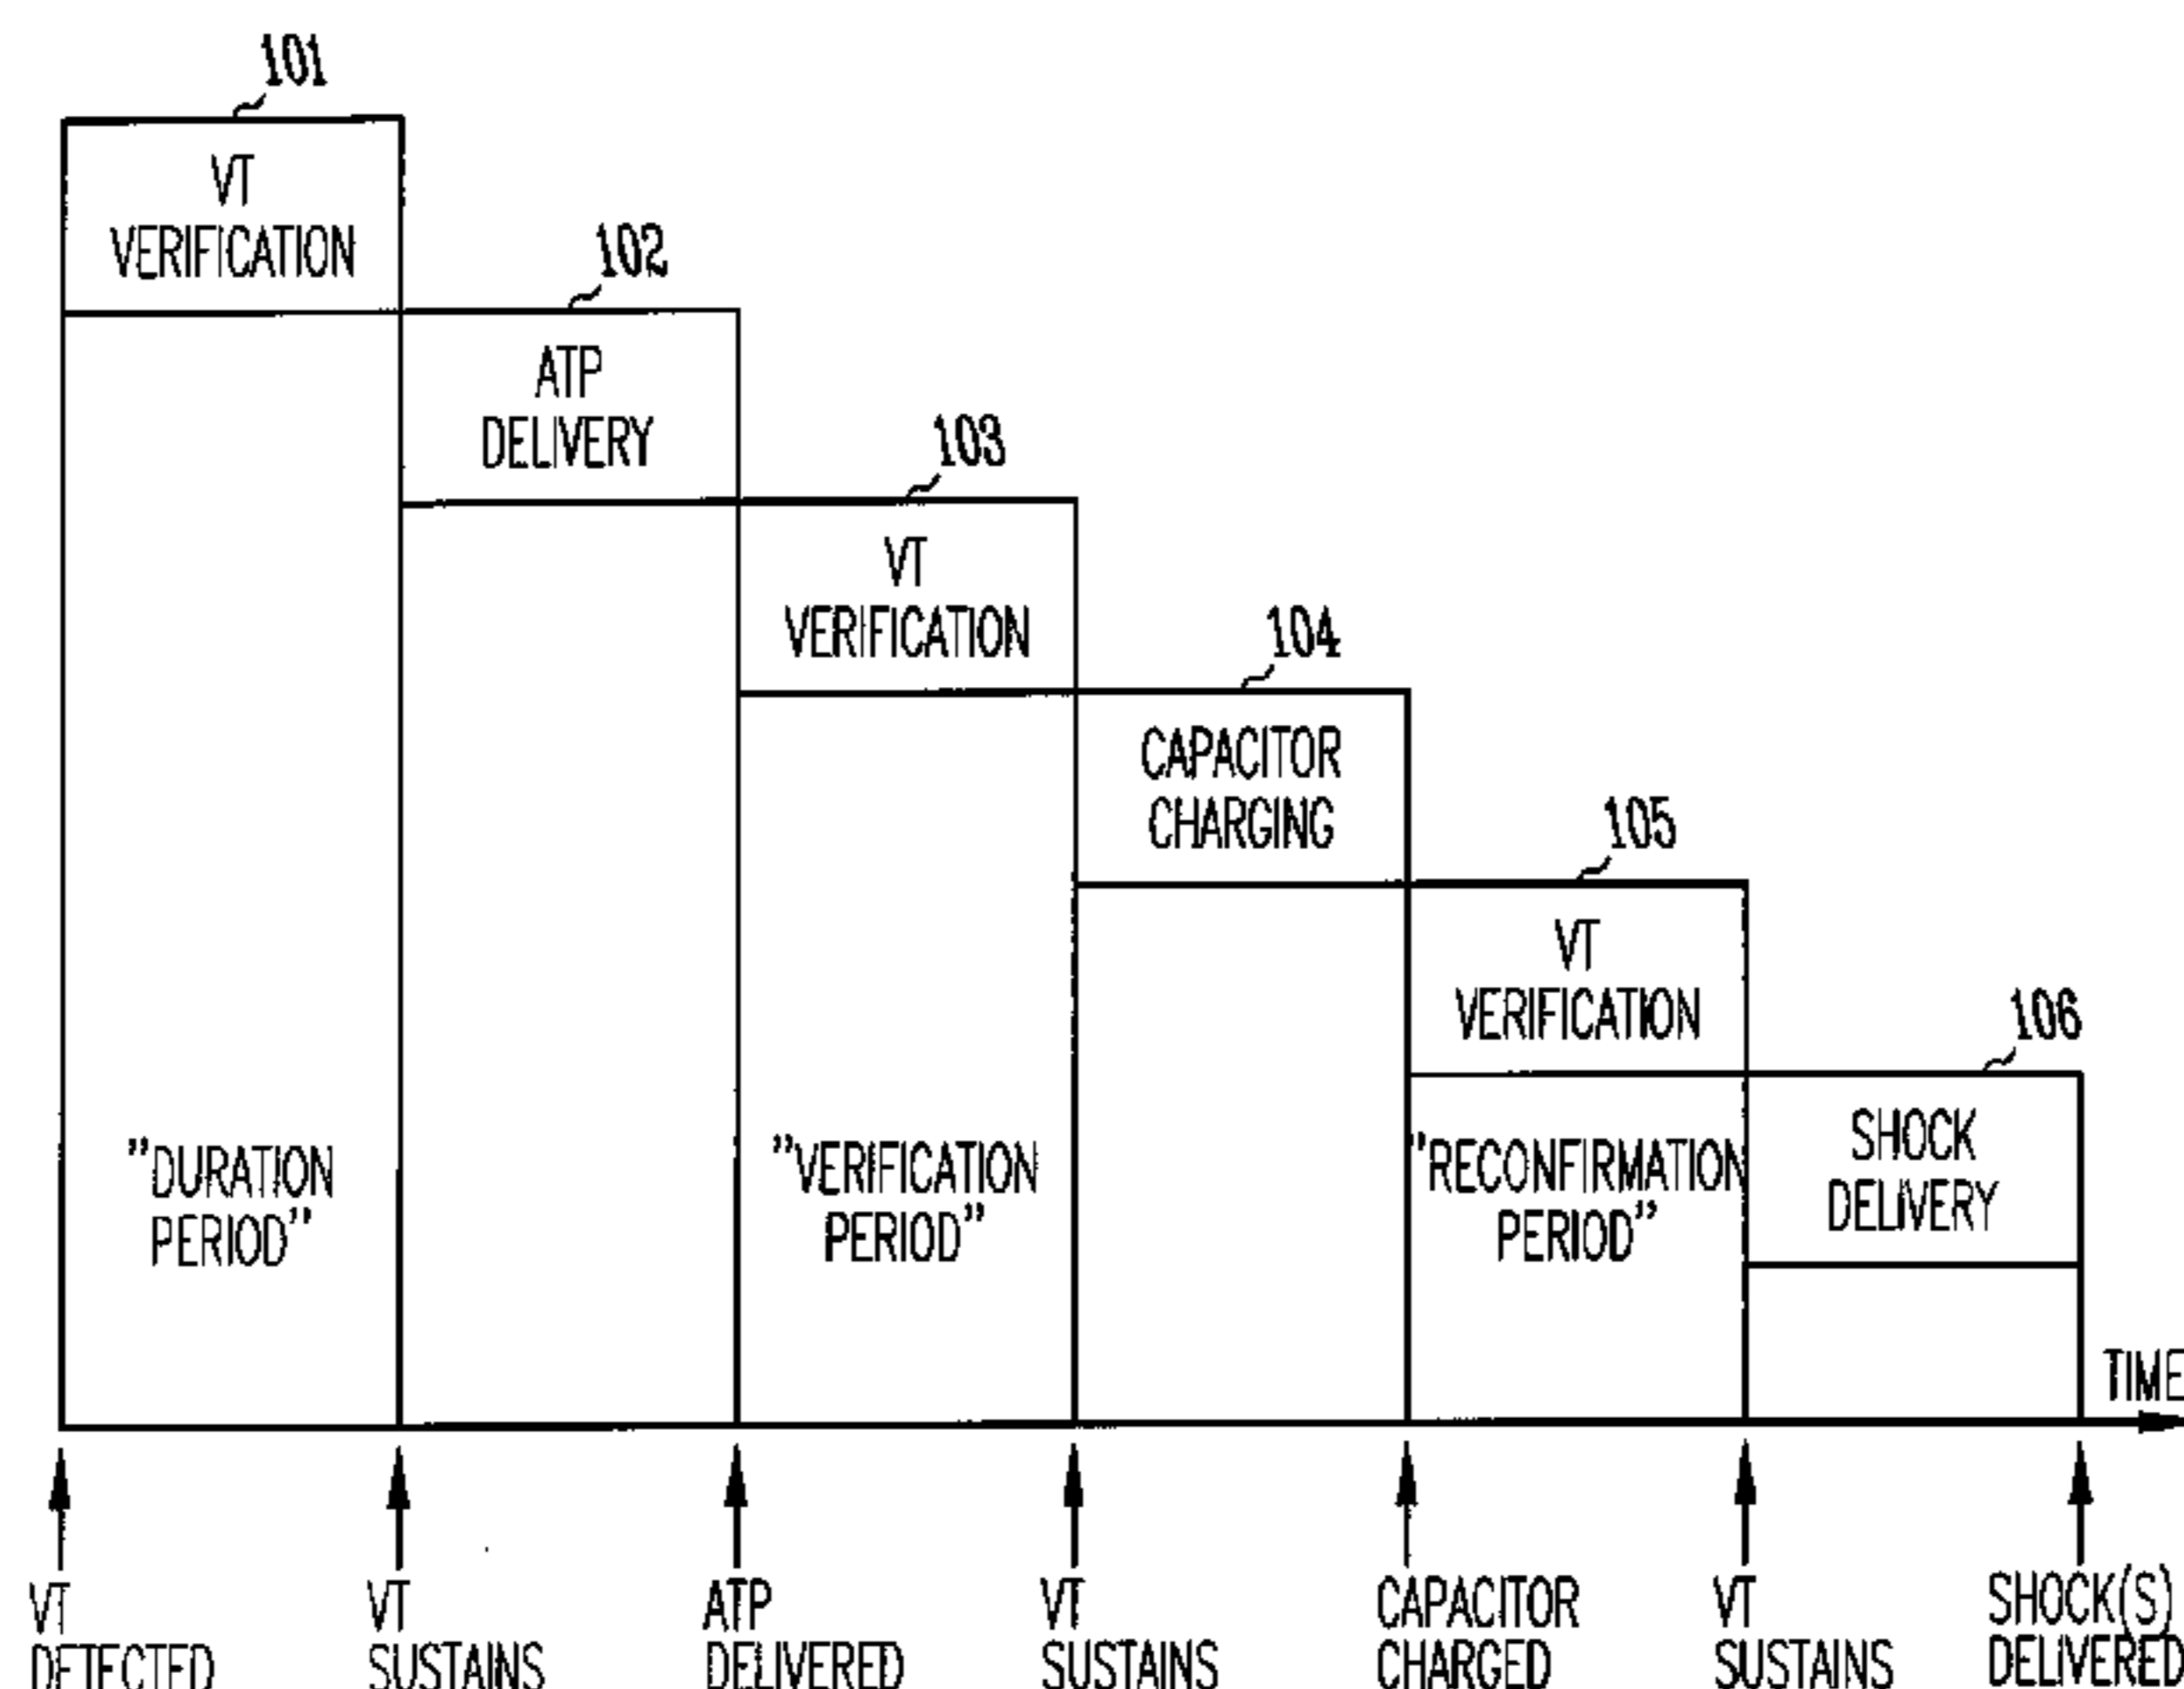 101
VT
VERIFICATION
102
ATP
DELIVERY
103
VT
VERIFICATION
104
CAPACITOR
CHARGING
105
VT
VERIFICATION
106
SHOCK
DELIVERY
"DURATION
PERIOD"
"VERIFICATION
PERIOD"
"RECONFIRMATION
PERIOD"
TIME
VT
DETECTED
VT
SUSTAINS
ATP
DELIVERED
VT
SUSTAINS
CAPACITOR
CHARGED
VT
SUSTAINS
SHOCK(S)
DELIVERED